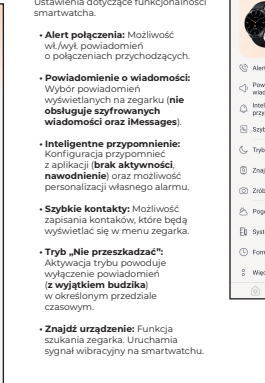 Ustawienia dotyczące funkcjonalności
smartwatcha.
• Alert połączenia: Możliwość
wł./wył. powiadomień
o połączeniach przychodzących.
• Powiadomienie o wiadomości:
Wybór powiadomień
wyświetlanych na zegarku (nie
obsługuje szyfrowanych
wiadomości oraz iMessages).
• Inteligentne przypomnienie:
Konfiguracja przypomnień
z aplikacji (brak aktywności,
nawodnienie) oraz możliwość
personalizacji własnego alarmu.
• Szybkie kontakty: Możliwość
zapisania kontaktów, które będą
wyświetlać się w menu zegarka.
• Tryb „Nie przeszkadzać”:
Aktywacja trybu powoduje
wyłączenie powiadomień
(z wyjątkiem budzika)
w określonym przedziale
czasowym.
• Znajdź urządzenie: Funkcja
szukania zegarka. Uruchamia
sygnał wibracyjny na smartwatchu.
Alert
Pow
wiad
Intel
przy
Szyb
Tryb
Znaj
Zrób
Pogo
Syst
Form
Więc